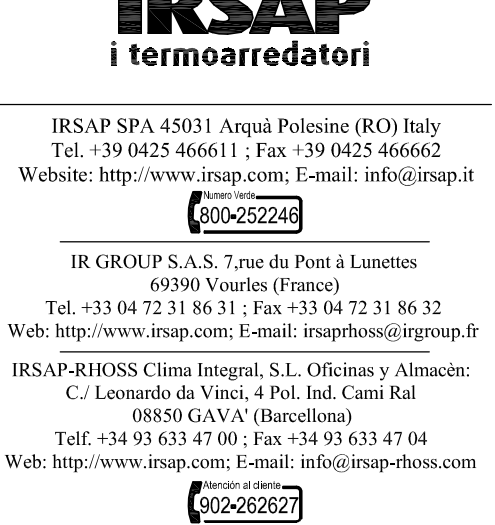 IRSAP
i termoarredatori
IRSAP SPA 45031 Arquà Polesine (RO) Italy
Tel. +39 0425 466611 ; Fax +39 0425 466662
Website: http://www.irsap.com; E-mail: info@irsap.it
Numero Verde
800-252246
IR GROUP S.A.S. 7,rue du Pont à Lunettes
69390 Vourles (France)
Tel. +33 04 72 31 86 31 ; Fax +33 04 72 31 86 32
Web: http://www.irsap.com; E-mail: irsaprhoss@irgroup.fr
IRSAP-RHOSS Clima Integral, S.L. Oficinas y Almacèn:
C./ Leonardo da Vinci, 4 Pol. Ind. Cami Ral
08850 GAVA' (Barcellona)
Telf. +34 93 633 47 00 ; Fax +34 93 633 47 04
Web: http://www.irsap.com; E-mail: info@irsap-rhoss.com
Atención al cliente
902-262627